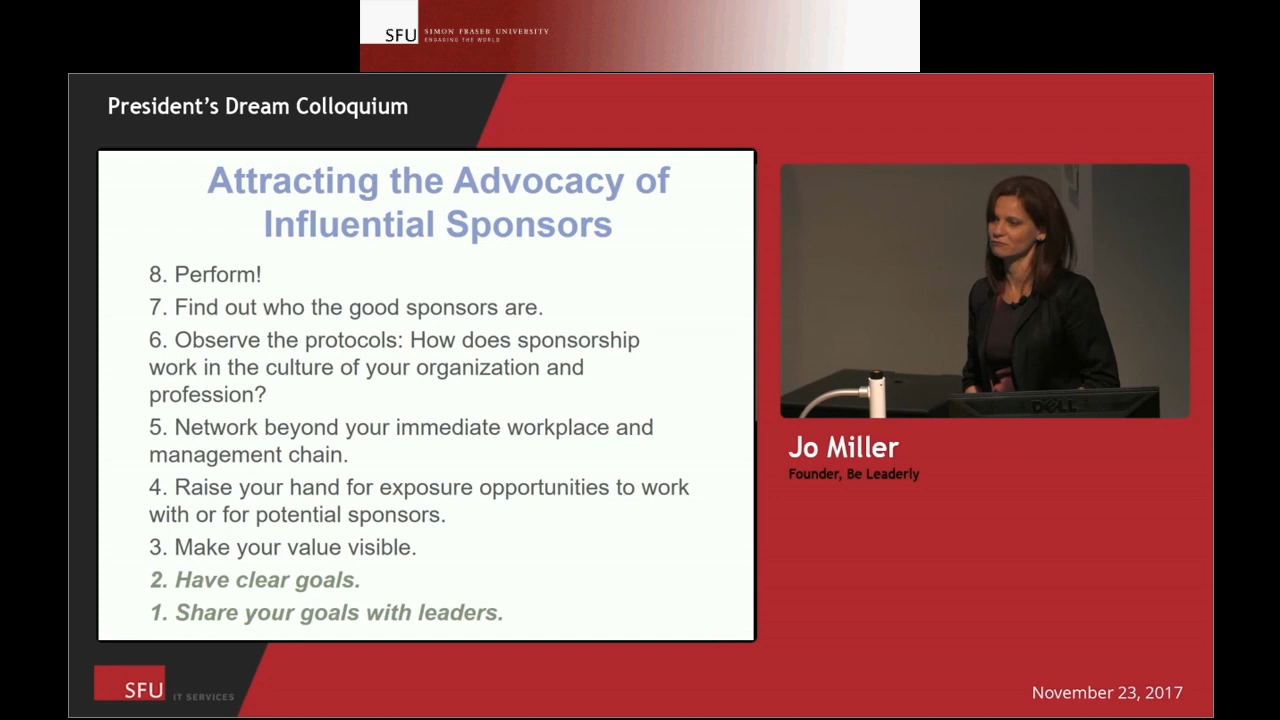 SFU SIMON FRASER UNIVERSITY
ENGAGING THE WORLD
President's Dream Colloquium
Attracting the Advocacy of
Influential Sponsors
8. Perform!
7. Find out who the good sponsors are.
6. Observe the protocols: How does sponsorship
work in the culture of your organization and
profession?
5. Network beyond your immediate workplace and
management chain.
4. Raise your hand for exposure opportunities to work
with or for potential sponsors.
3. Make your value visible.
2. Have clear goals.
1. Share your goals with leaders.
DELL
Jo Miller
Founder, Be Leaderly
SFU IT SERVICES
November 23, 2017